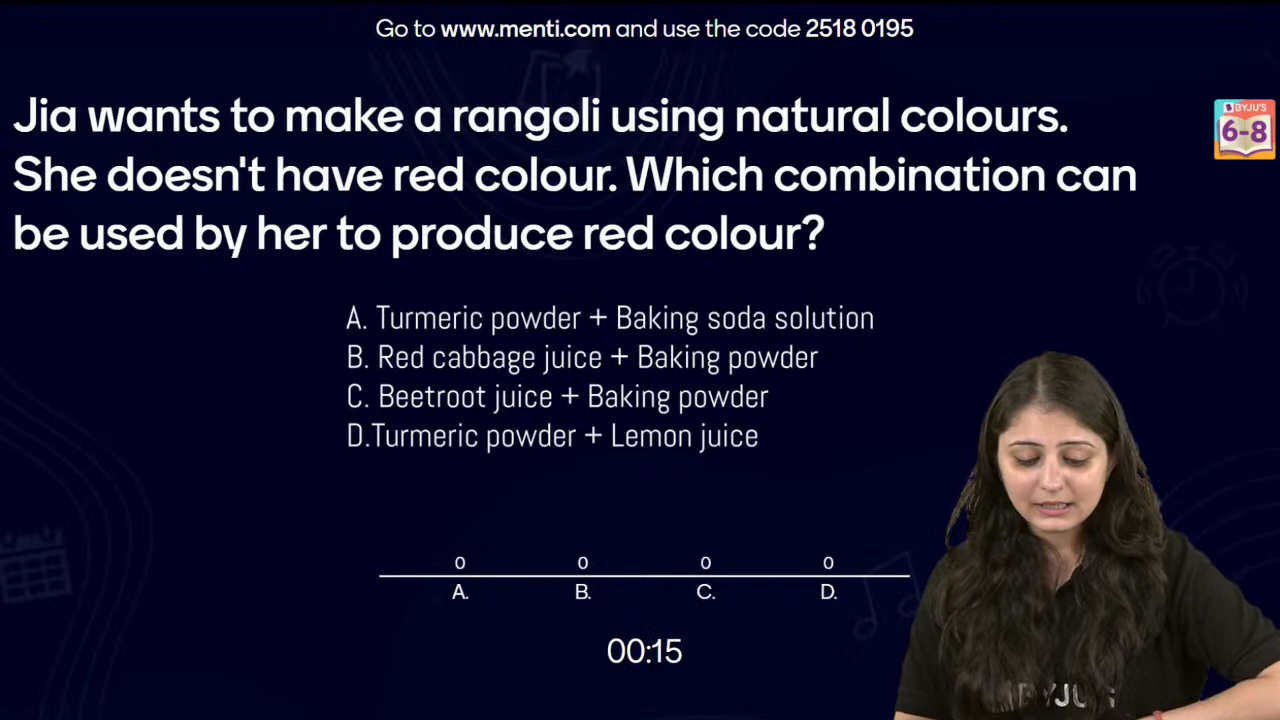 Go to www.menti.com and use the code 2518 0195
Jia wants to make a rangoli using natural colours.
She doesn't have red colour. Which combination can
be used by her to produce red colour?
BYJU'S
6-8
A. Turmeric powder + Baking soda solution
B. Red cabbage juice + Baking powder
C. Beetroot juice + Baking powder
D.Turmeric powder + Lemon juice
0 0 0 0
A. B. C. D.
00:15
BYJU'S